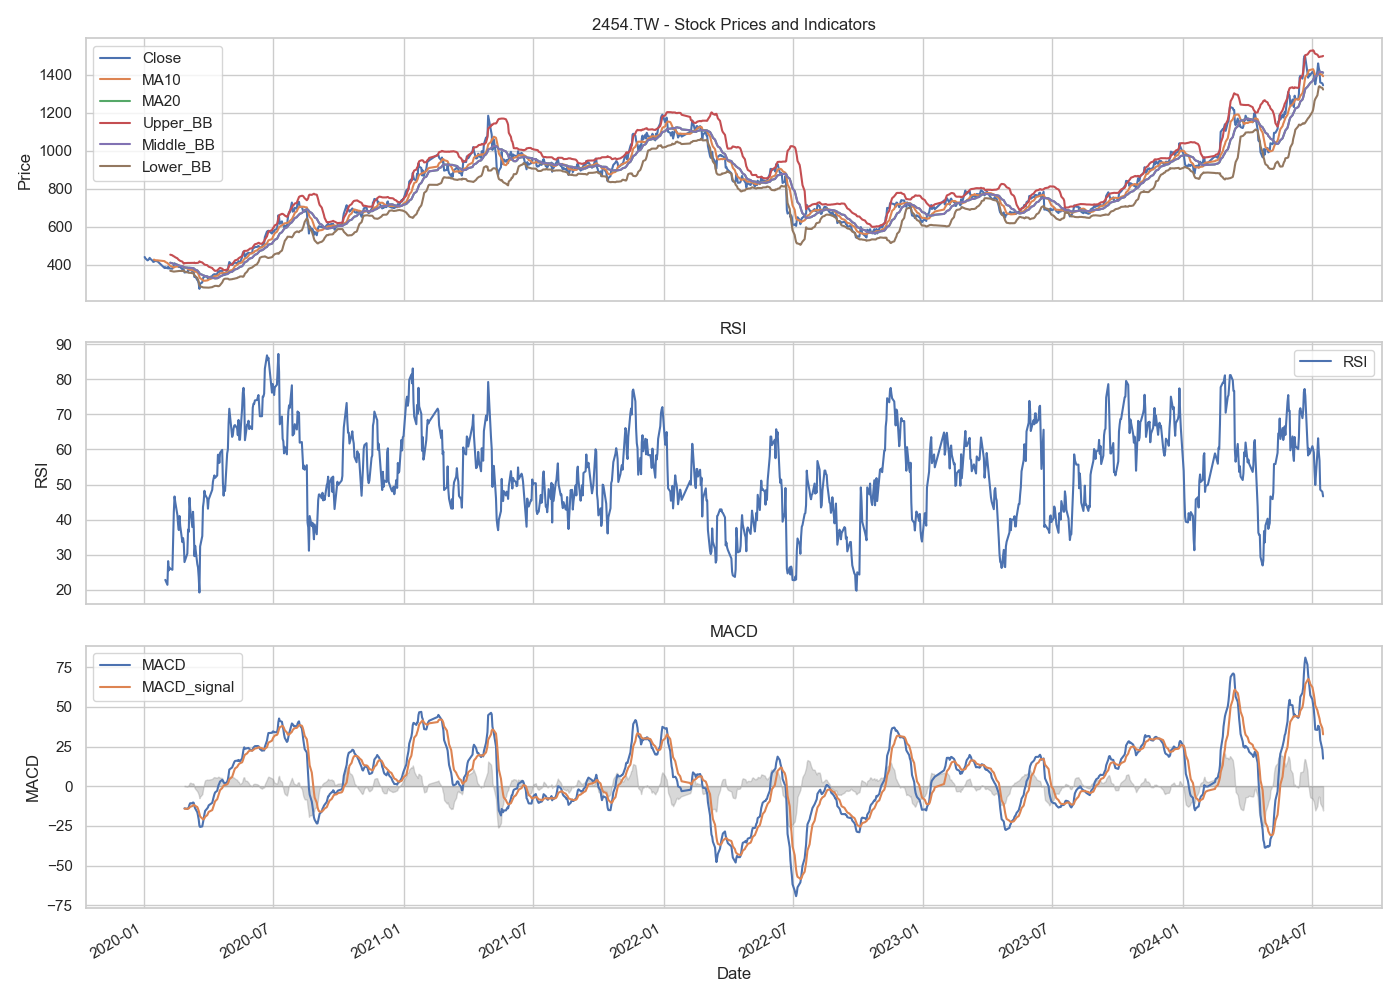 2454.TW - Stock Prices and Indicators
Price
1400
1200
1000
800
600
400
Close
MA10
MA20
Upper_BB
Middle_BB
Lower_BB
RSI
RSI
90
80
70
60
50
40
30
20
RSI
MACD
MACD
75
50
25
0
−25
−50
−75
MACD
MACD_signal
2020-01
2020-07
2021-01
2021-07
2022-01
2022-07
2023-01
2023-07
2024-01
2024-07
Date